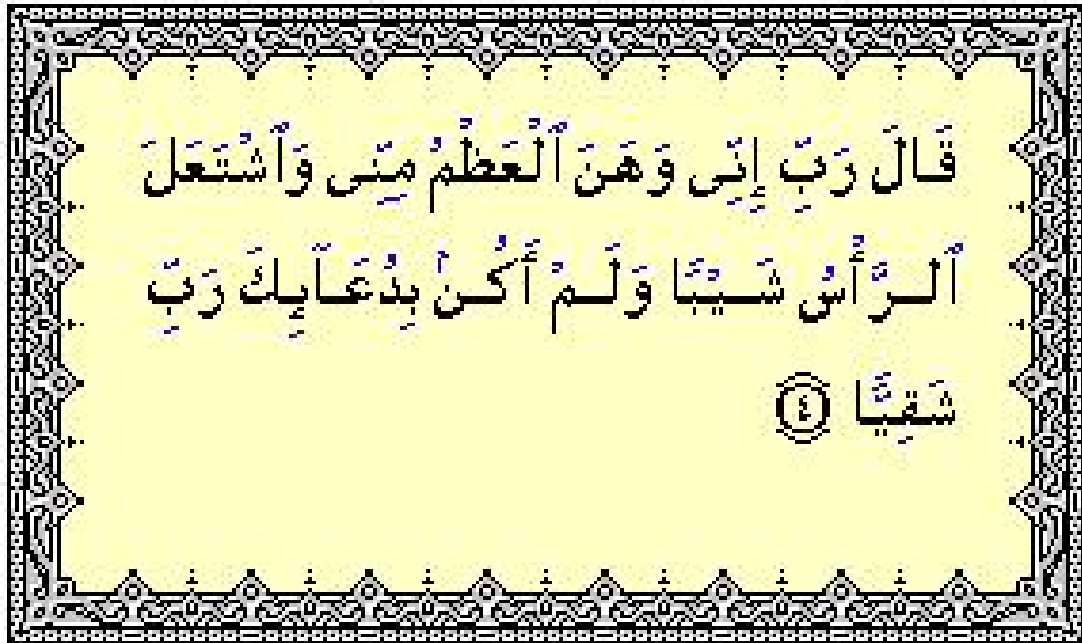 قَالَ رَبِّ إِنِّى وَهَنَ ٱلْعَظْمُ مِنِّى وَٱشْتَعَلَ
ٱلرَّأْسُ شَيْبًا وَلَمْ أَكُنۢ بِدُعَآئِكَ رَبِّ
شَقِيًّا ٤